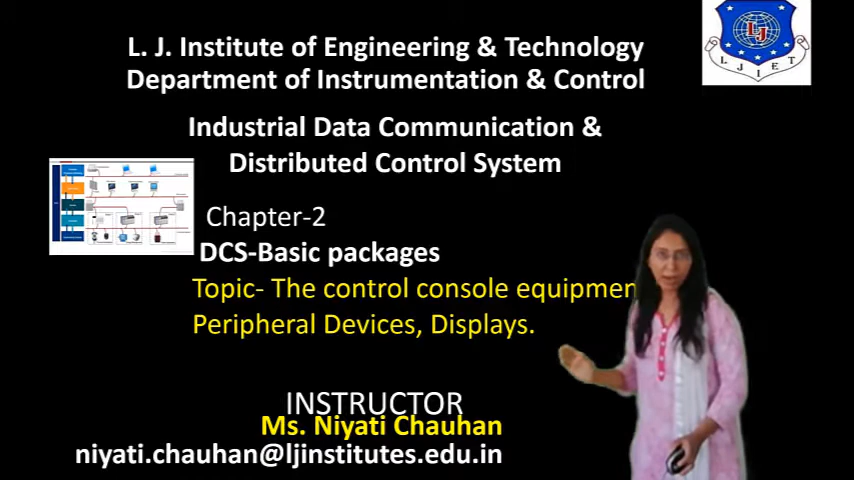 L. J. Institute of Engineering & Technology
Department of Instrumentation & Control
L J I E T
Industrial Data Communication &
Distributed Control System
Chapter-2
DCS-Basic packages
Topic- The control console equipmen
Peripheral Devices, Displays.
INSTRUCTOR
Ms. Niyati Chauhan
niyati.chauhan@ljinstitutes.edu.in